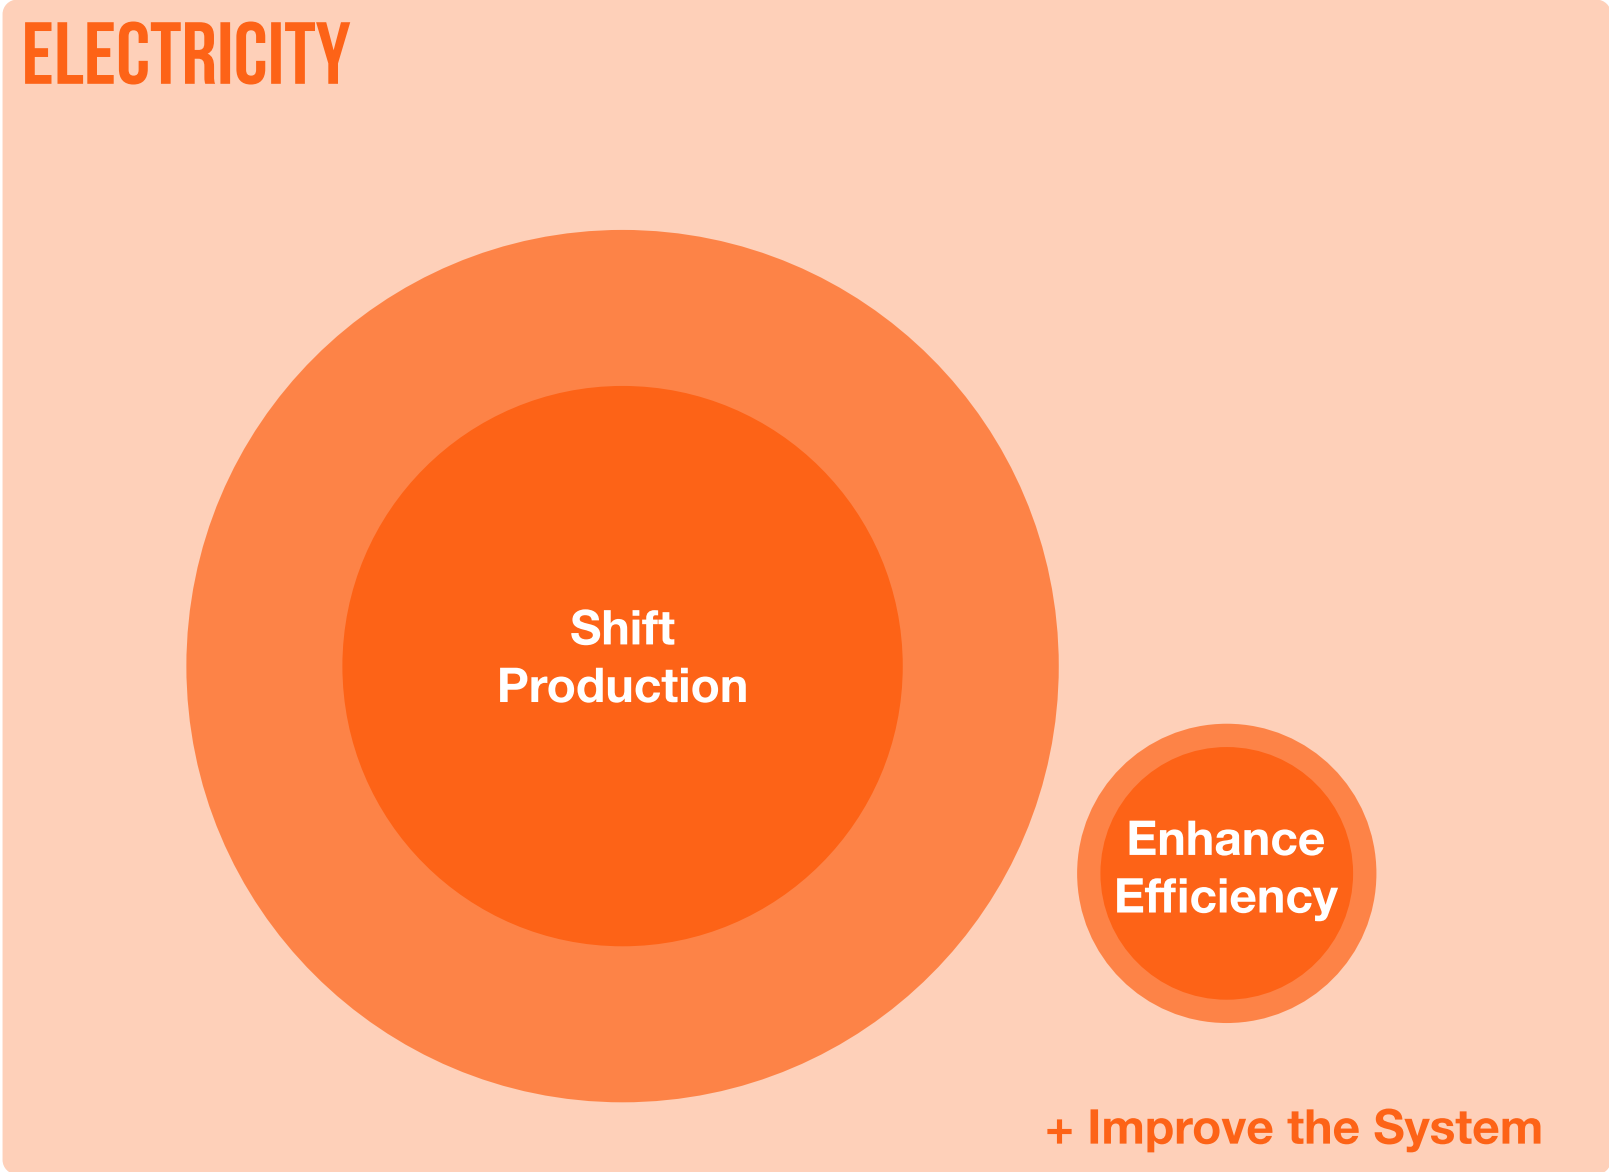 ELECTRICITY
Shift
Production
Enhance
Efficiency
+ Improve the System